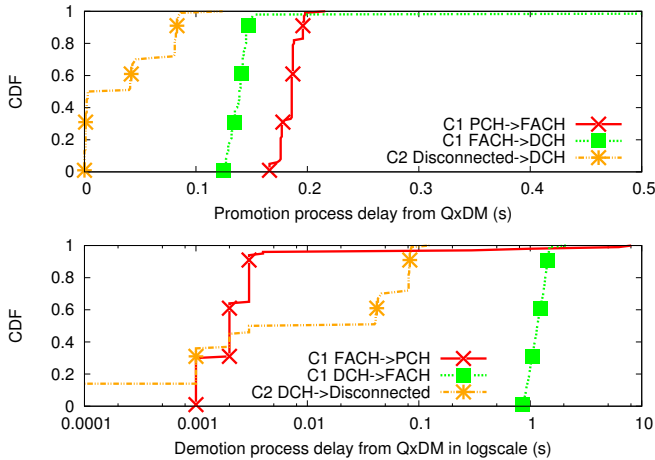 1
0.8
0.6
0.4
0.2
0
CDF
C1 PCH->FACH
C1 FACH->DCH
C2 Disconnected->DCH
0 0.1 0.2 0.3 0.4 0.5
Promotion process delay from QxDM (s)
1
0.8
0.6
0.4
0.2
0
CDF
C1 FACH->PCH
C1 DCH->FACH
C2 DCH->Disconnected
0.0001 0.001 0.01 0.1 1 10
Demotion process delay from QxDM in logscale (s)